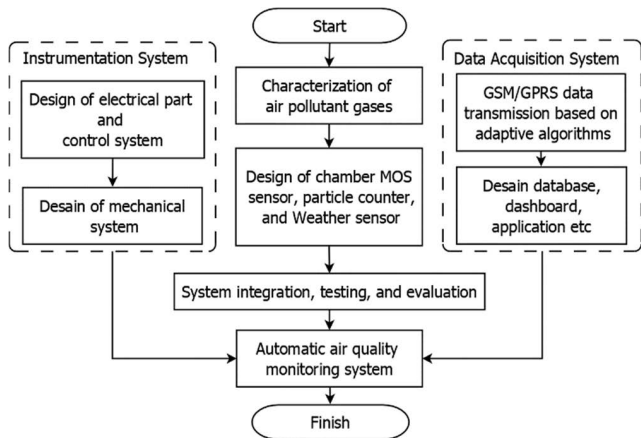 Start
Instrumentation System
Design of electrical part
and
control system
Desain of mechanical
system
Characterization of
air pollutant gases
Design of chamber MOS
sensor, particle counter,
and Weather sensor
Data Acquisition System
GSM/GPRS data
transmission based on
adaptive algorithms
Desain database,
dashboard,
application etc
System integration, testing, and evaluation
Automatic air quality
monitoring system
Finish